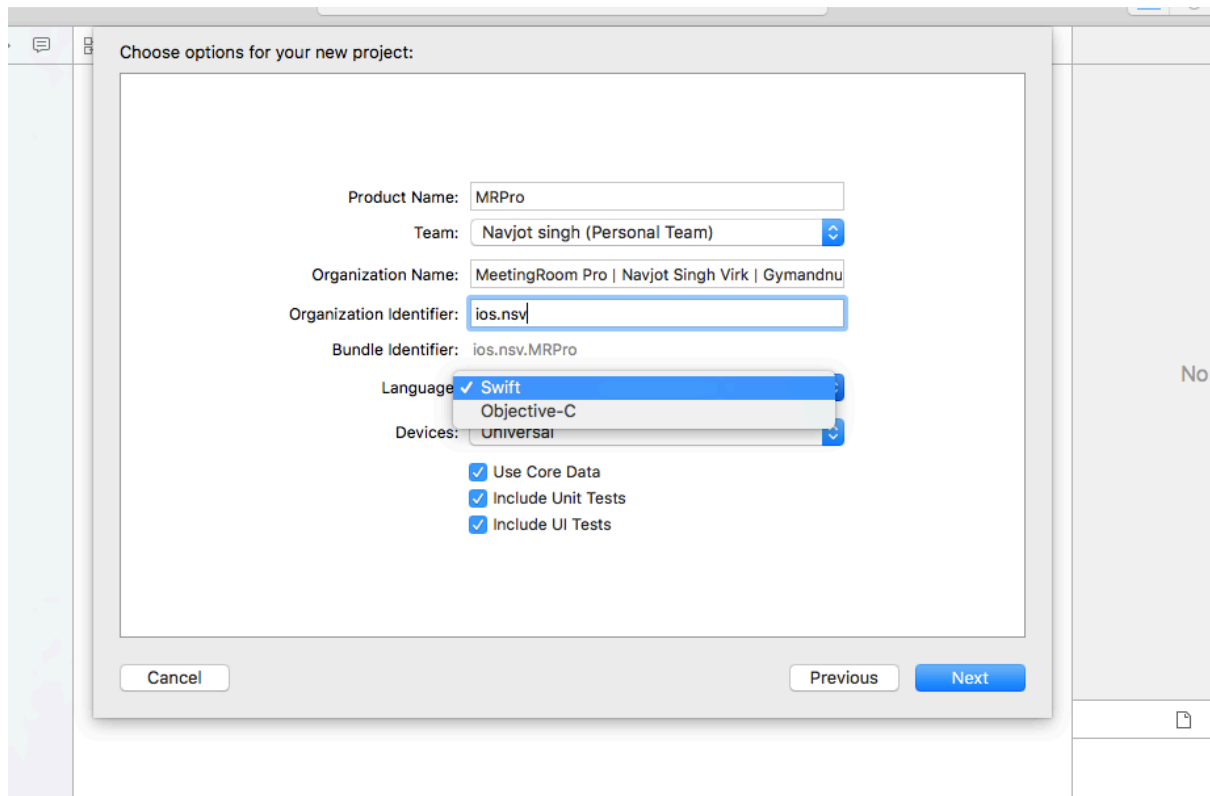 Choose options for your new project:
Product Name: MRPro
Team: Navjot singh (Personal Team)
Organization Name: MeetingRoom Pro | Navjot Singh Virk | Gymandnu
Organization Identifier: ios.nsv
Bundle Identifier: ios.nsv.MRPro
Language ✓ Swift
Objective-C
Devices: Universal
Use Core Data
Include Unit Tests
Include UI Tests
No
Cancel Previous Next